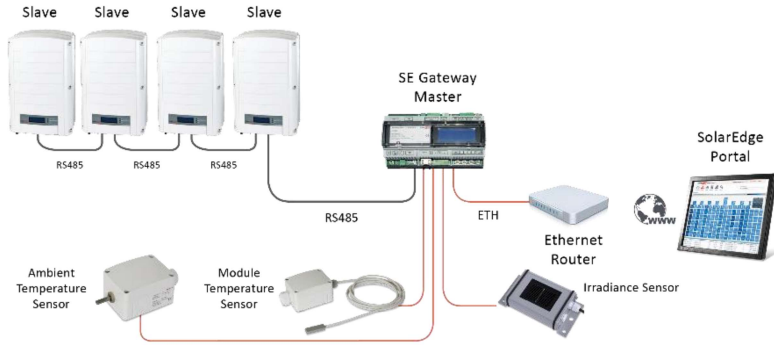 Slave Slave Slave Slave
SE Gateway
Master
SolarEdge
Portal
RS485 RS485 RS485
RS485
ETH
www
Ethernet
Router
Ambient
Temperature
Sensor
Module
Temperature
Sensor
Irradiance Sensor